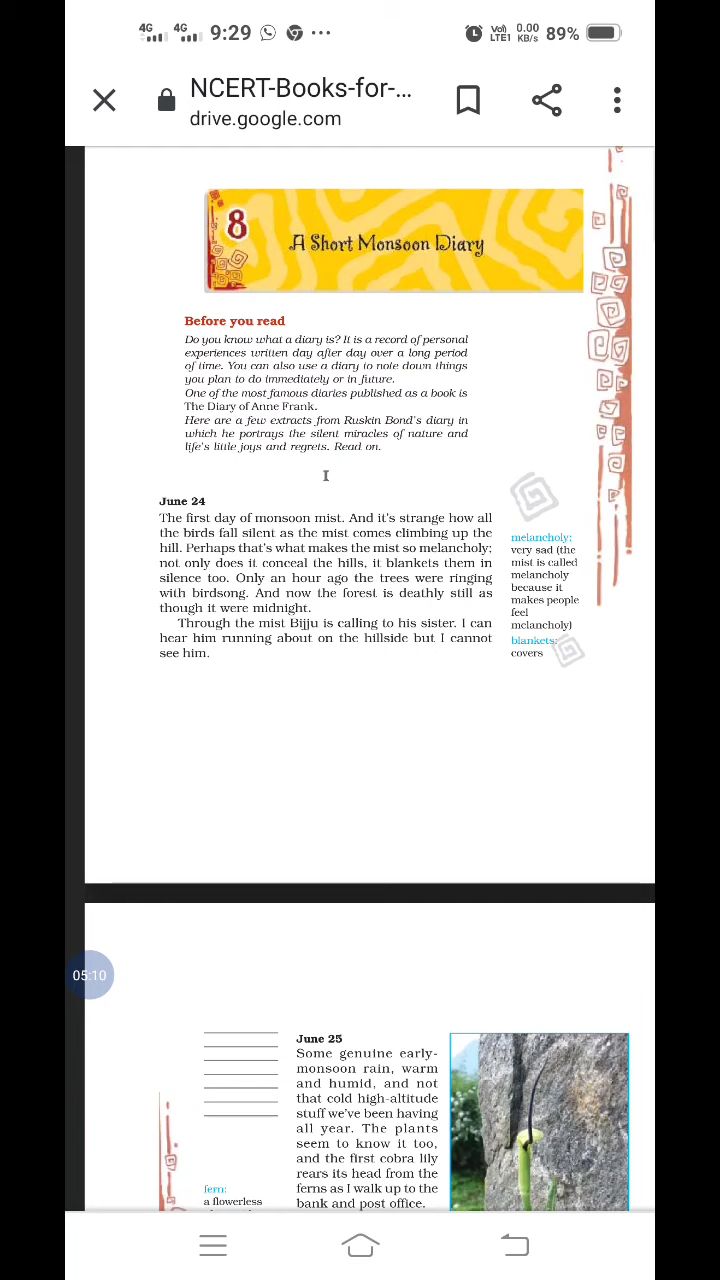 4G 4G 9:29 ... Vo) LTE1 0.00 KB/s 89%
NCERT-Books-for-...
drive.google.com
8
A Short Monsoon Diary
Before you read
Do you know what a diary is? It is a record of personal
experiences written day after day over a long period
of time. You can also use a diary to note down things
you plan to do immediately or in future.
One of the most famous diaries published as a book is
The Diary of Anne Frank.
Here are a few extracts from Ruskin Bond's diary in
which he portrays the silent miracles of nature and
life's little joys and regrets. Read on.
I
June 24
The first day of monsoon mist. And it's strange how all
the birds fall silent as the mist comes climbing up the
hill. Perhaps that's what makes the mist so melancholy;
not only does it conceal the hills, it blankets them in
silence too. Only an hour ago the trees were ringing
with birdsong. And now the forest is deathly still as
though it were midnight.
Through the mist Bijju is calling to his sister. I can
hear him running about on the hillside but I cannot
see him.
melancholy:
very sad (the
mist is called
melancholy
because it
makes people
feel
melancholy)
blankets:
covers
05:10
June 25
Some genuine early-
monsoon rain, warm
and humid, and not
that cold high-altitude
stuff we've been having
all year. The plants
seem to know it too,
and the first cobra lily
rears its head from the
ferns as I walk up to the
bank and post office.
fern:
a flowerless